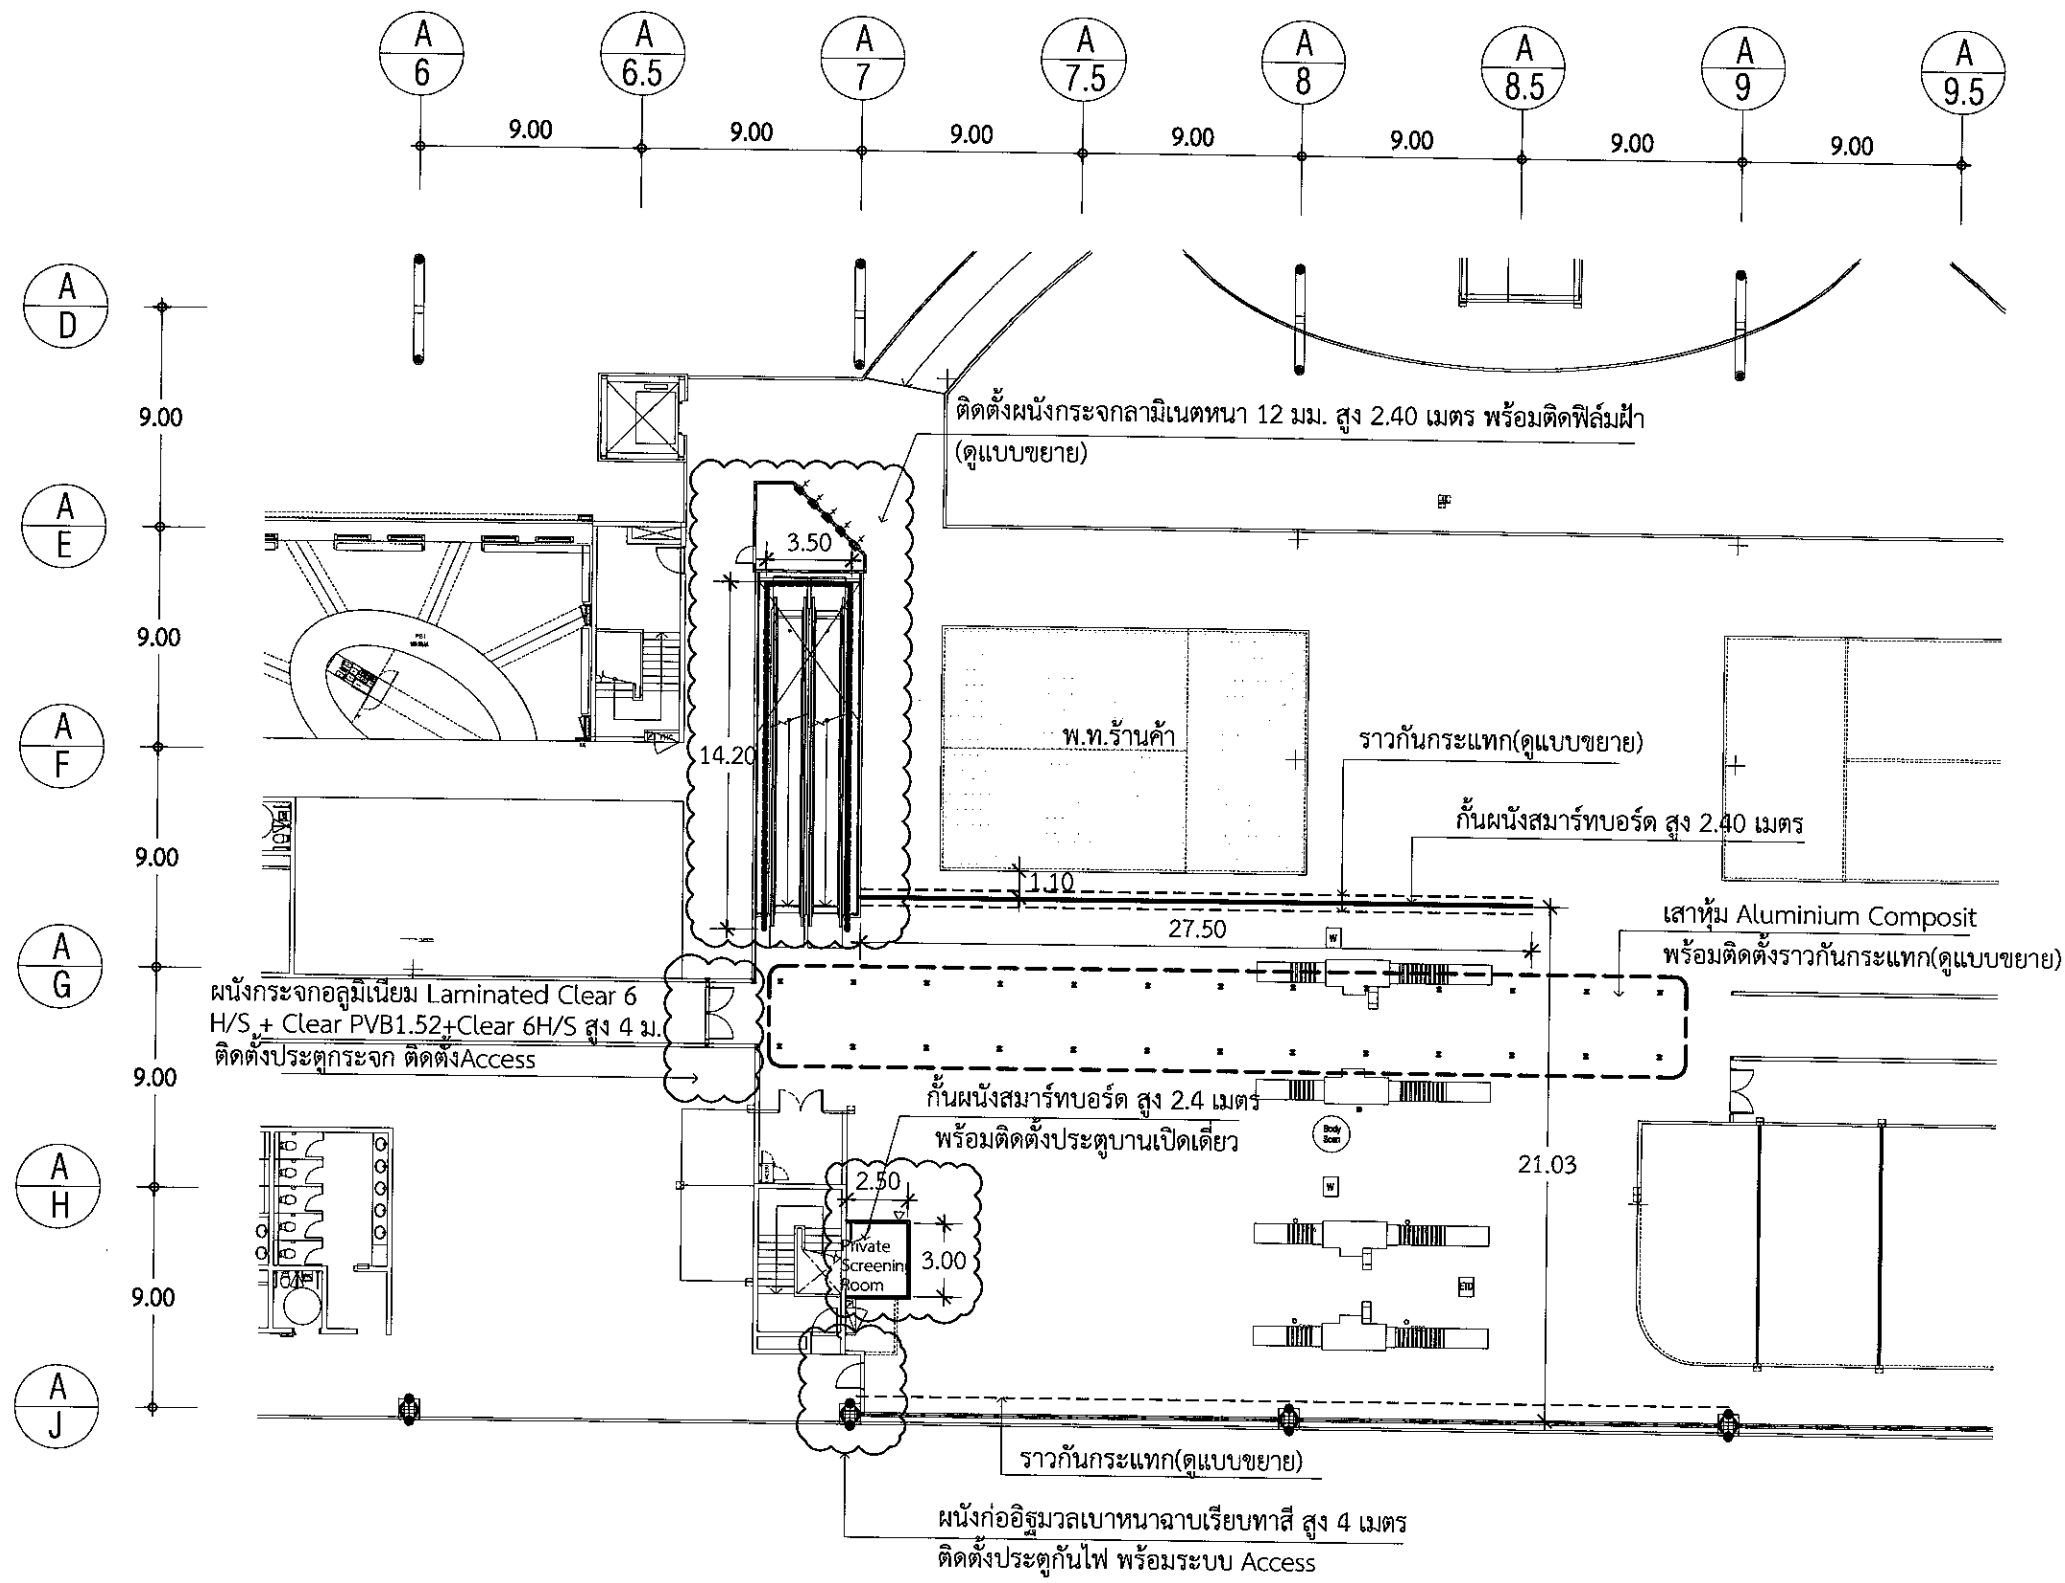 A
6
A
6.5
A
7
A
7.5
A
8
A
8.5
A
9
A
9.5
9.00
9.00
9.00
9.00
9.00
9.00
9.00
A
D
9.00
ติดตั้งผนังกระจกลามิเนตหนา 12 มม. สูง 2.40 เมตร พร้อมติดฟิล์มฝ้า
(ดูแบบขยาย)
A
E
3.50
9.00
A
F
14.20
พ.ท.ร้านค้า
ราวกันกระแทก(ดูแบบขยาย)
กั้นผนังสมาร์ทบอร์ด สูง 2.40 เมตร
9.00
1.10
27.50
W
เสาหุ้ม Aluminium Composit
พร้อมติดตั้งราวกันกระแทก(ดูแบบขยาย)
A
G
ผนังกระจกอลูมิเนียม Laminated Clear 6
H/S + Clear PVB1.52+Clear 6H/S สูง 4 ม.
ติดตั้งประตูกระจก ติดตั้งAccess
9.00
กั้นผนังสมาร์ทบอร์ด สูง 2.4 เมตร
พร้อมติดตั้งประตูบานเปิดเดี่ยว
Body
Scan
21.03
A
H
2.50
W
Private
Screening
Room
3.00
ETD
9.00
A
J
ราวกันกระแทก(ดูแบบขยาย)
ผนังก่ออิฐมวลเบาหนาฉาบเรียบทาสี สูง 4 เมตร
ติดตั้งประตูกันไฟ พร้อมระบบ Access